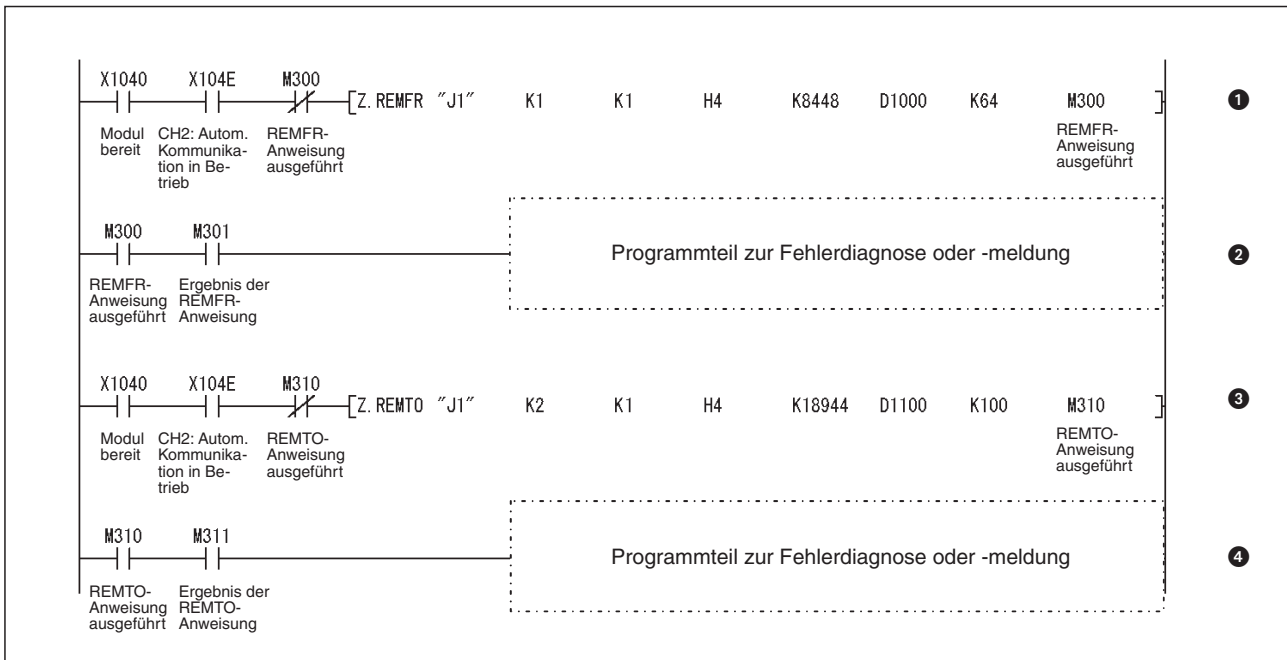 X1040 X104E M300
[Z. REMFR "J1" K1 K1 H4 K8448 D1000 K64 M300 ] ❶
Modul bereit
CH2: Autom. Kommunika-
tion in Be-
trieb
REMFR-
Anweisung
ausgeführt
REMFR-
Anweisung
ausgeführt
M300 M301
Programmteil zur Fehlerdiagnose oder -meldung ❷
REMFR-
Anweisung
ausgeführt
Ergebnis der
REMFR-
Anweisung
X1040 X104E M310
[Z. REMTO "J1" K2 K1 H4 K18944 D1100 K100 M310 ] ❸
Modul
bereit
CH2: Autom.
Kommunika-
tion in Be-
trieb
REMTO-
Anweisung
ausgeführt
REMTO-
Anweisung
ausgeführt
M310 M311
Programmteil zur Fehlerdiagnose oder -meldung ❹
REMTO-
Anweisung
ausgeführt
Ergebnis der
REMTO-
Anweisung